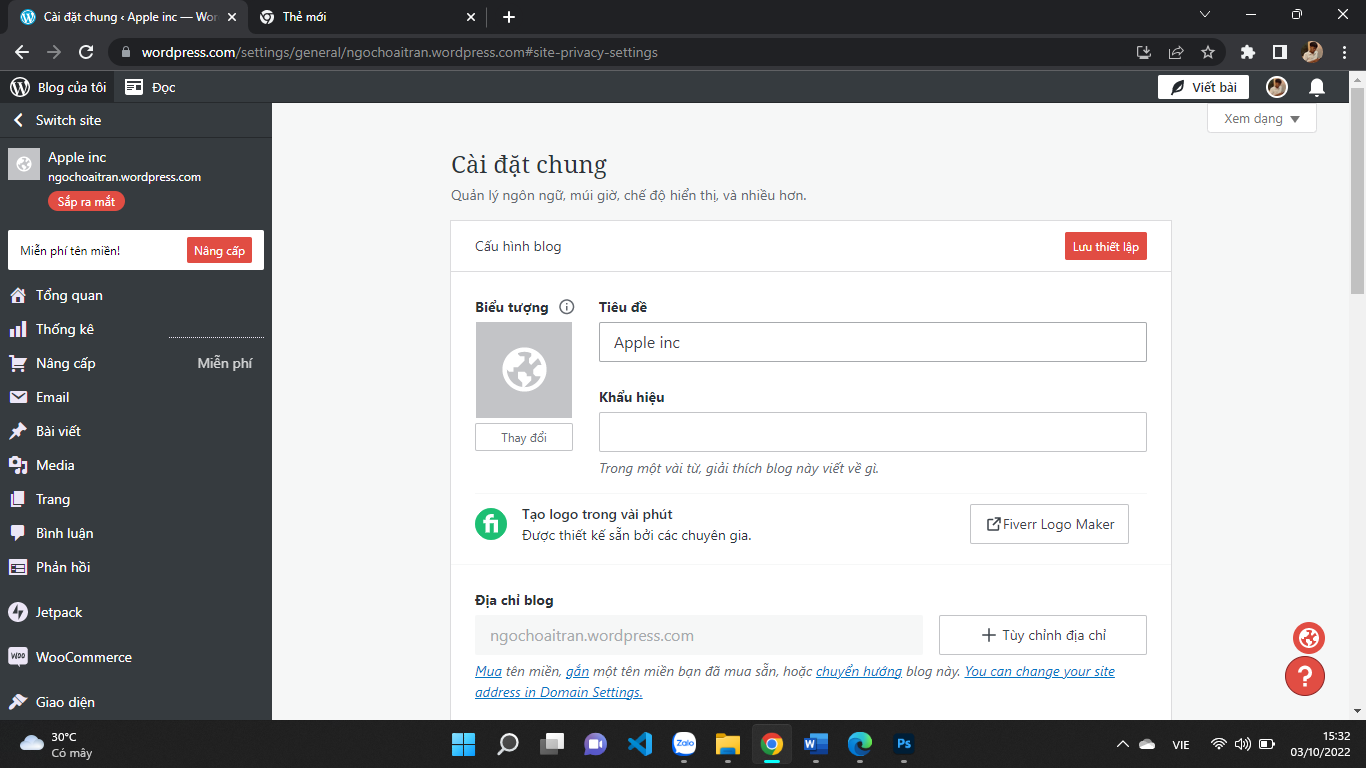 Cài đặt chung ‹ Apple inc — Wor
Thẻ mới
wordpress.com/settings/general/ngochoaitran.wordpress.com#site-privacy-settings
Blog của tôi
Đọc
Viết bài
Switch site
Xem dạng
Apple inc
ngochoaitran.wordpress.com
Sắp ra mắt
Miễn phí tên miền!
Nâng cấp
Tổng quan
Thống kê
Nâng cấp
Miễn phí
Email
Bài viết
Media
Trang
Bình luận
Phản hồi
Jetpack
WOO
WooCommerce
Giao diện
Cài đặt chung
Quản lý ngôn ngữ, múi giờ, chế độ hiển thị, và nhiều hơn.
Cấu hình blog
Lưu thiết lập
Biểu tượng
Tiêu đề
Apple inc
Thay đổi
Khẩu hiệu
Trong một vài từ, giải thích blog này viết về gì.
fi
Tạo logo trong vài phút
Được thiết kế sẵn bởi các chuyên gia.
Fiverr Logo Maker
Địa chỉ blog
ngochoaitran.wordpress.com
Tùy chỉnh địa chỉ
Mua tên miền, gắn một tên miền bạn đã mua sẵn, hoặc chuyển hướng blog này. You can change your site
address in Domain Settings.
?
30°C
Có mây
Zalo
W
Ps
VIE
15:32
03/10/2022